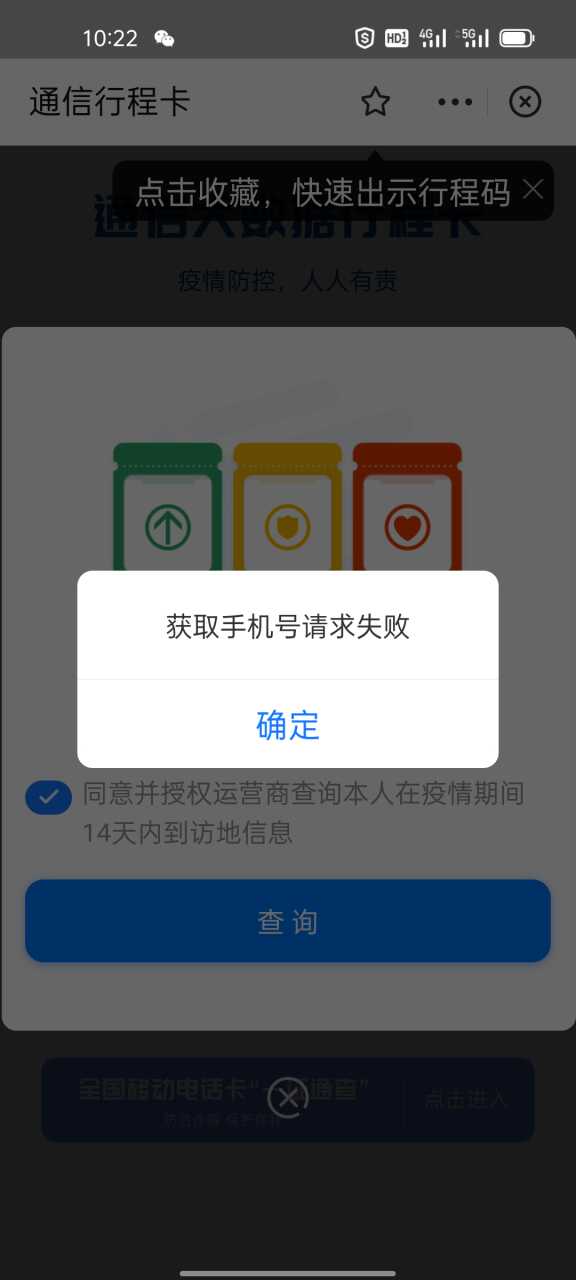 10:22
HD 1 2
4G
5G
通信行程卡
点击收藏，快速出示行程码
通信大数据行程卡
疫情防控，人人有责
获取手机号请求失败
确定
同意并授权运营商查询本人在疫情期间
14天内到访地信息
查询
全国移动电话卡“一证通查”
点击进入